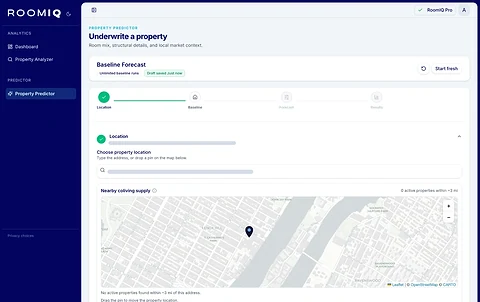 ROOMIQ
RoomIQ Pro
A
ANALYTICS
Dashboard
Property Analyzer
PREDICTOR
Property Predictor
Privacy choices
PROPERTY PREDICTOR
Underwrite a property
Room mix, structural details, and local market context.
Baseline Forecast
Unlimited baseline runs
Draft saved Just now
Start fresh
Location
Baseline
Location
Choose property location
Type the address, or drop a pin on the map below.
Nearby coliving supply
0 active properties within ~3 mi
+
−
Leaflet | © OpenStreetMap © CARTO
No active properties found within ~3 mi of this address.
Drag the pin to move the property location.